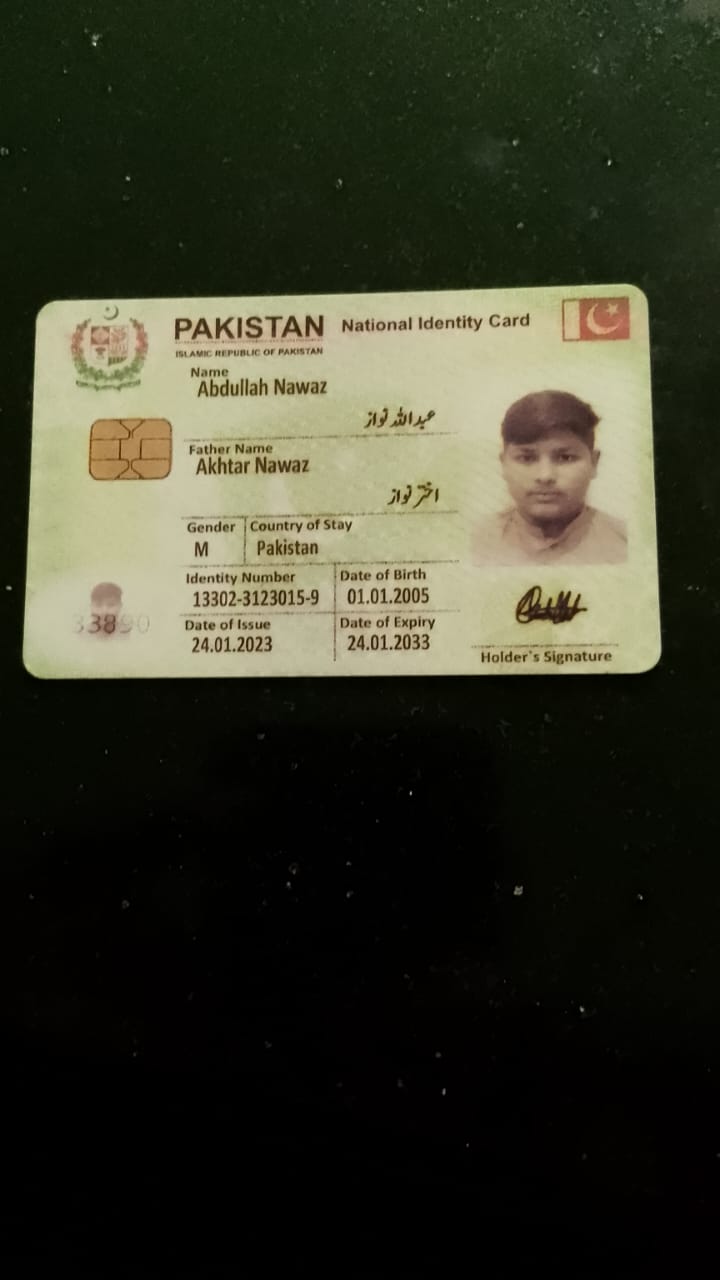 PAKISTAN National Identity Card
ISLAMIC REPUBLIC OF PAKISTAN
Name
Abdullah Nawaz
عبداللہ نواز
Father Name
Akhtar Nawaz
اختر نواز
Gender Country of Stay
M Pakistan
Identity Number Date of Birth
13302-3123015-9 01.01.2005
Date of Issue Date of Expiry
24.01.2023 24.01.2033
33890
Holder's Signature